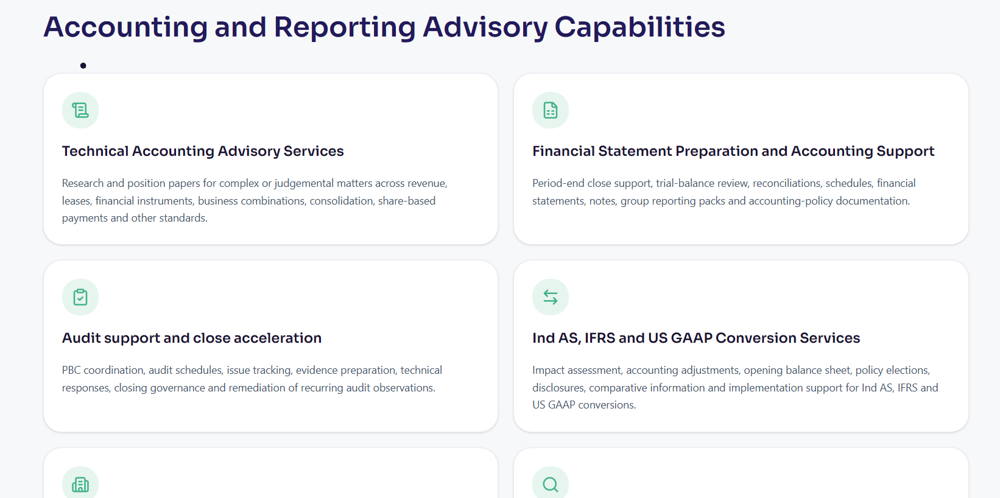 Accounting and Reporting Advisory Capabilities
Technical Accounting Advisory Services
Research and position papers for complex or judgemental matters across revenue,
leases, financial instruments, business combinations, consolidation, share-based
payments and other standards.
Financial Statement Preparation and Accounting Support
Period-end close support, trial-balance review, reconciliations, schedules, financial
statements, notes, group reporting packs and accounting-policy documentation.
Audit support and close acceleration
PBC coordination, audit schedules, issue tracking, evidence preparation, technical
responses, closing governance and remediation of recurring audit observations.
Ind AS, IFRS and US GAAP Conversion Services
Impact assessment, accounting adjustments, opening balance sheet, policy elections,
disclosures, comparative information and implementation support for Ind AS, IFRS and
US GAAP conversions.